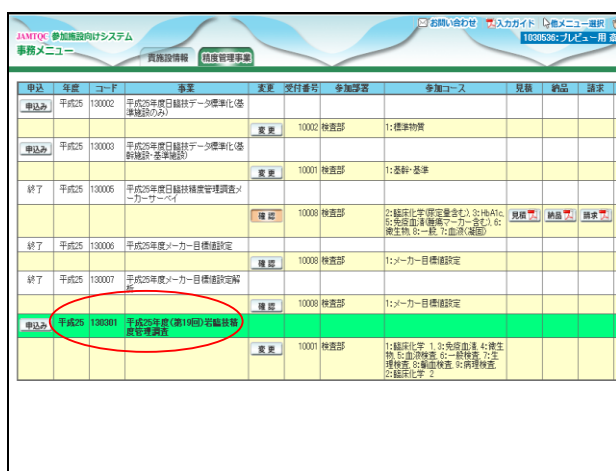 お問い合わせ 入力ガイド 他メニュー選択
JAMTQC 参加施設向けシステム
1030536:プレビュー用
事務メニュー
貴施設情報 精度管理事業
申込 年度 コード 事業 変更 受付番号 参加部署 参加コース 見積 納品 請求
申込み 平成25 130002 平成25年度日臨技データ標準化(基
準施設のみ)
変更 10002 検査部 1:標準物質
申込み 平成25 130003 平成25年度日臨技データ標準化(基
幹施設・基準施設)
変更 10001 検査部 1:基幹・基準
終了 平成25 130005 平成25年度日臨技精度管理調査メ
ーカーサーベイ
確認 10008 検査部 2:臨床化学(尿定量含む), 3:HbA1c, 見積 納品 請求
5:免疫血清(腫瘍マーカー含む), 6:
微生物, 8:一般, 7:血液(凝固)
終了 平成25 130006 平成25年度メーカー目標値設定
確認 10008 検査部 1:メーカー目標値設定
終了 平成25 130007 平成25年度メーカー目標値設定解
析
確認 10008 検査部 1:メーカー目標値設定
申込み 平成25 130301 平成25年度(第19回)岩臨技精
度管理調査
変更 10001 検査部 1:臨床化学 1, 3:免疫血清, 4:微生
物, 5:血液検査, 6:一般検査, 7:生
理検査, 8:輸血検査, 9:病理検査,
2:臨床化学 2